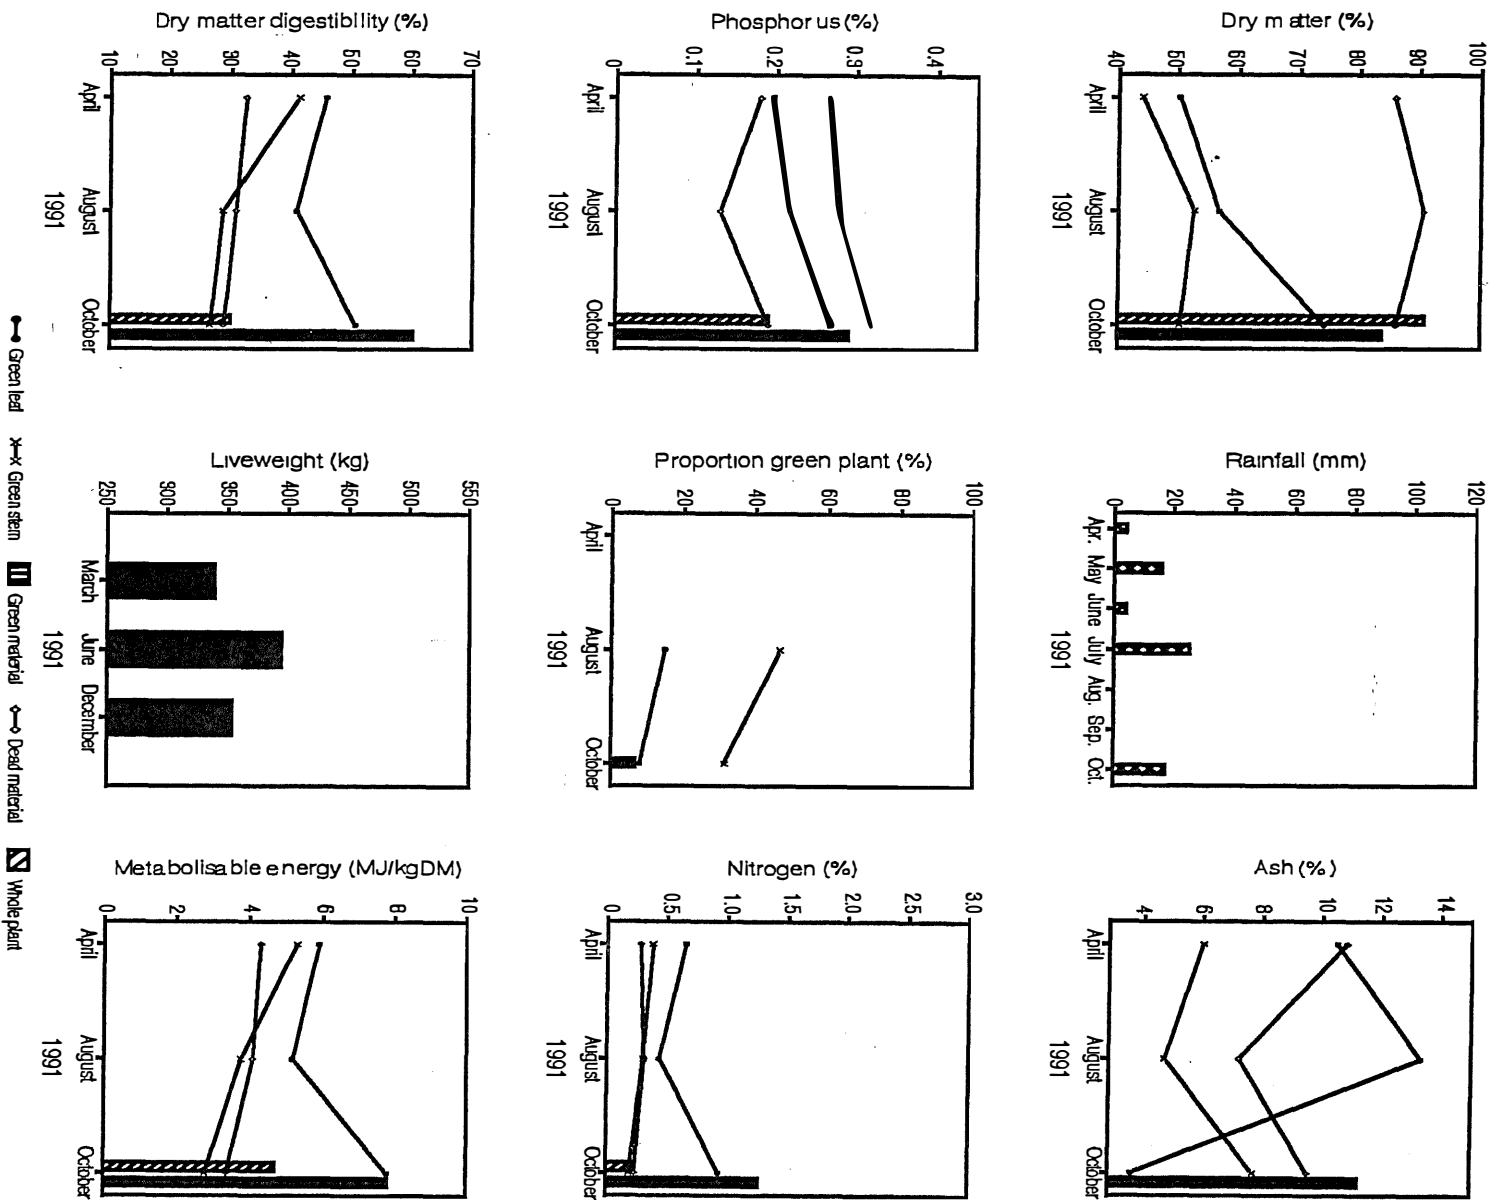 Dry matter digestibility (%)
10 20 30 40 50 60 70
April August October
1991
Phosphorus (%)
0 0.1 0.2 0.3 0.4
April August October
1991
Dry matter (%)
40 50 60 70 80 90 100
April August October
1991
Liveweight (kg)
250 300 350 400 450 500 550
March June December
1991
Proportion green plant (%)
0 20 40 60 80 100
April August October
1991
Rainfall (mm)
0 20 40 60 80 100 120
Apr. May June July Aug. Sep. Oct.
1991
Metabolisable energy (MJ/kgDM)
0 2 4 6 8 10
April August October
1991
Nitrogen (%)
0 0.5 1.0 1.5 2.0 2.5 3.0
April August October
1991
Ash (%)
4 6 8 10 12 14
April August October
1991
Green leaf Green stem Green material Dead material Whole plant